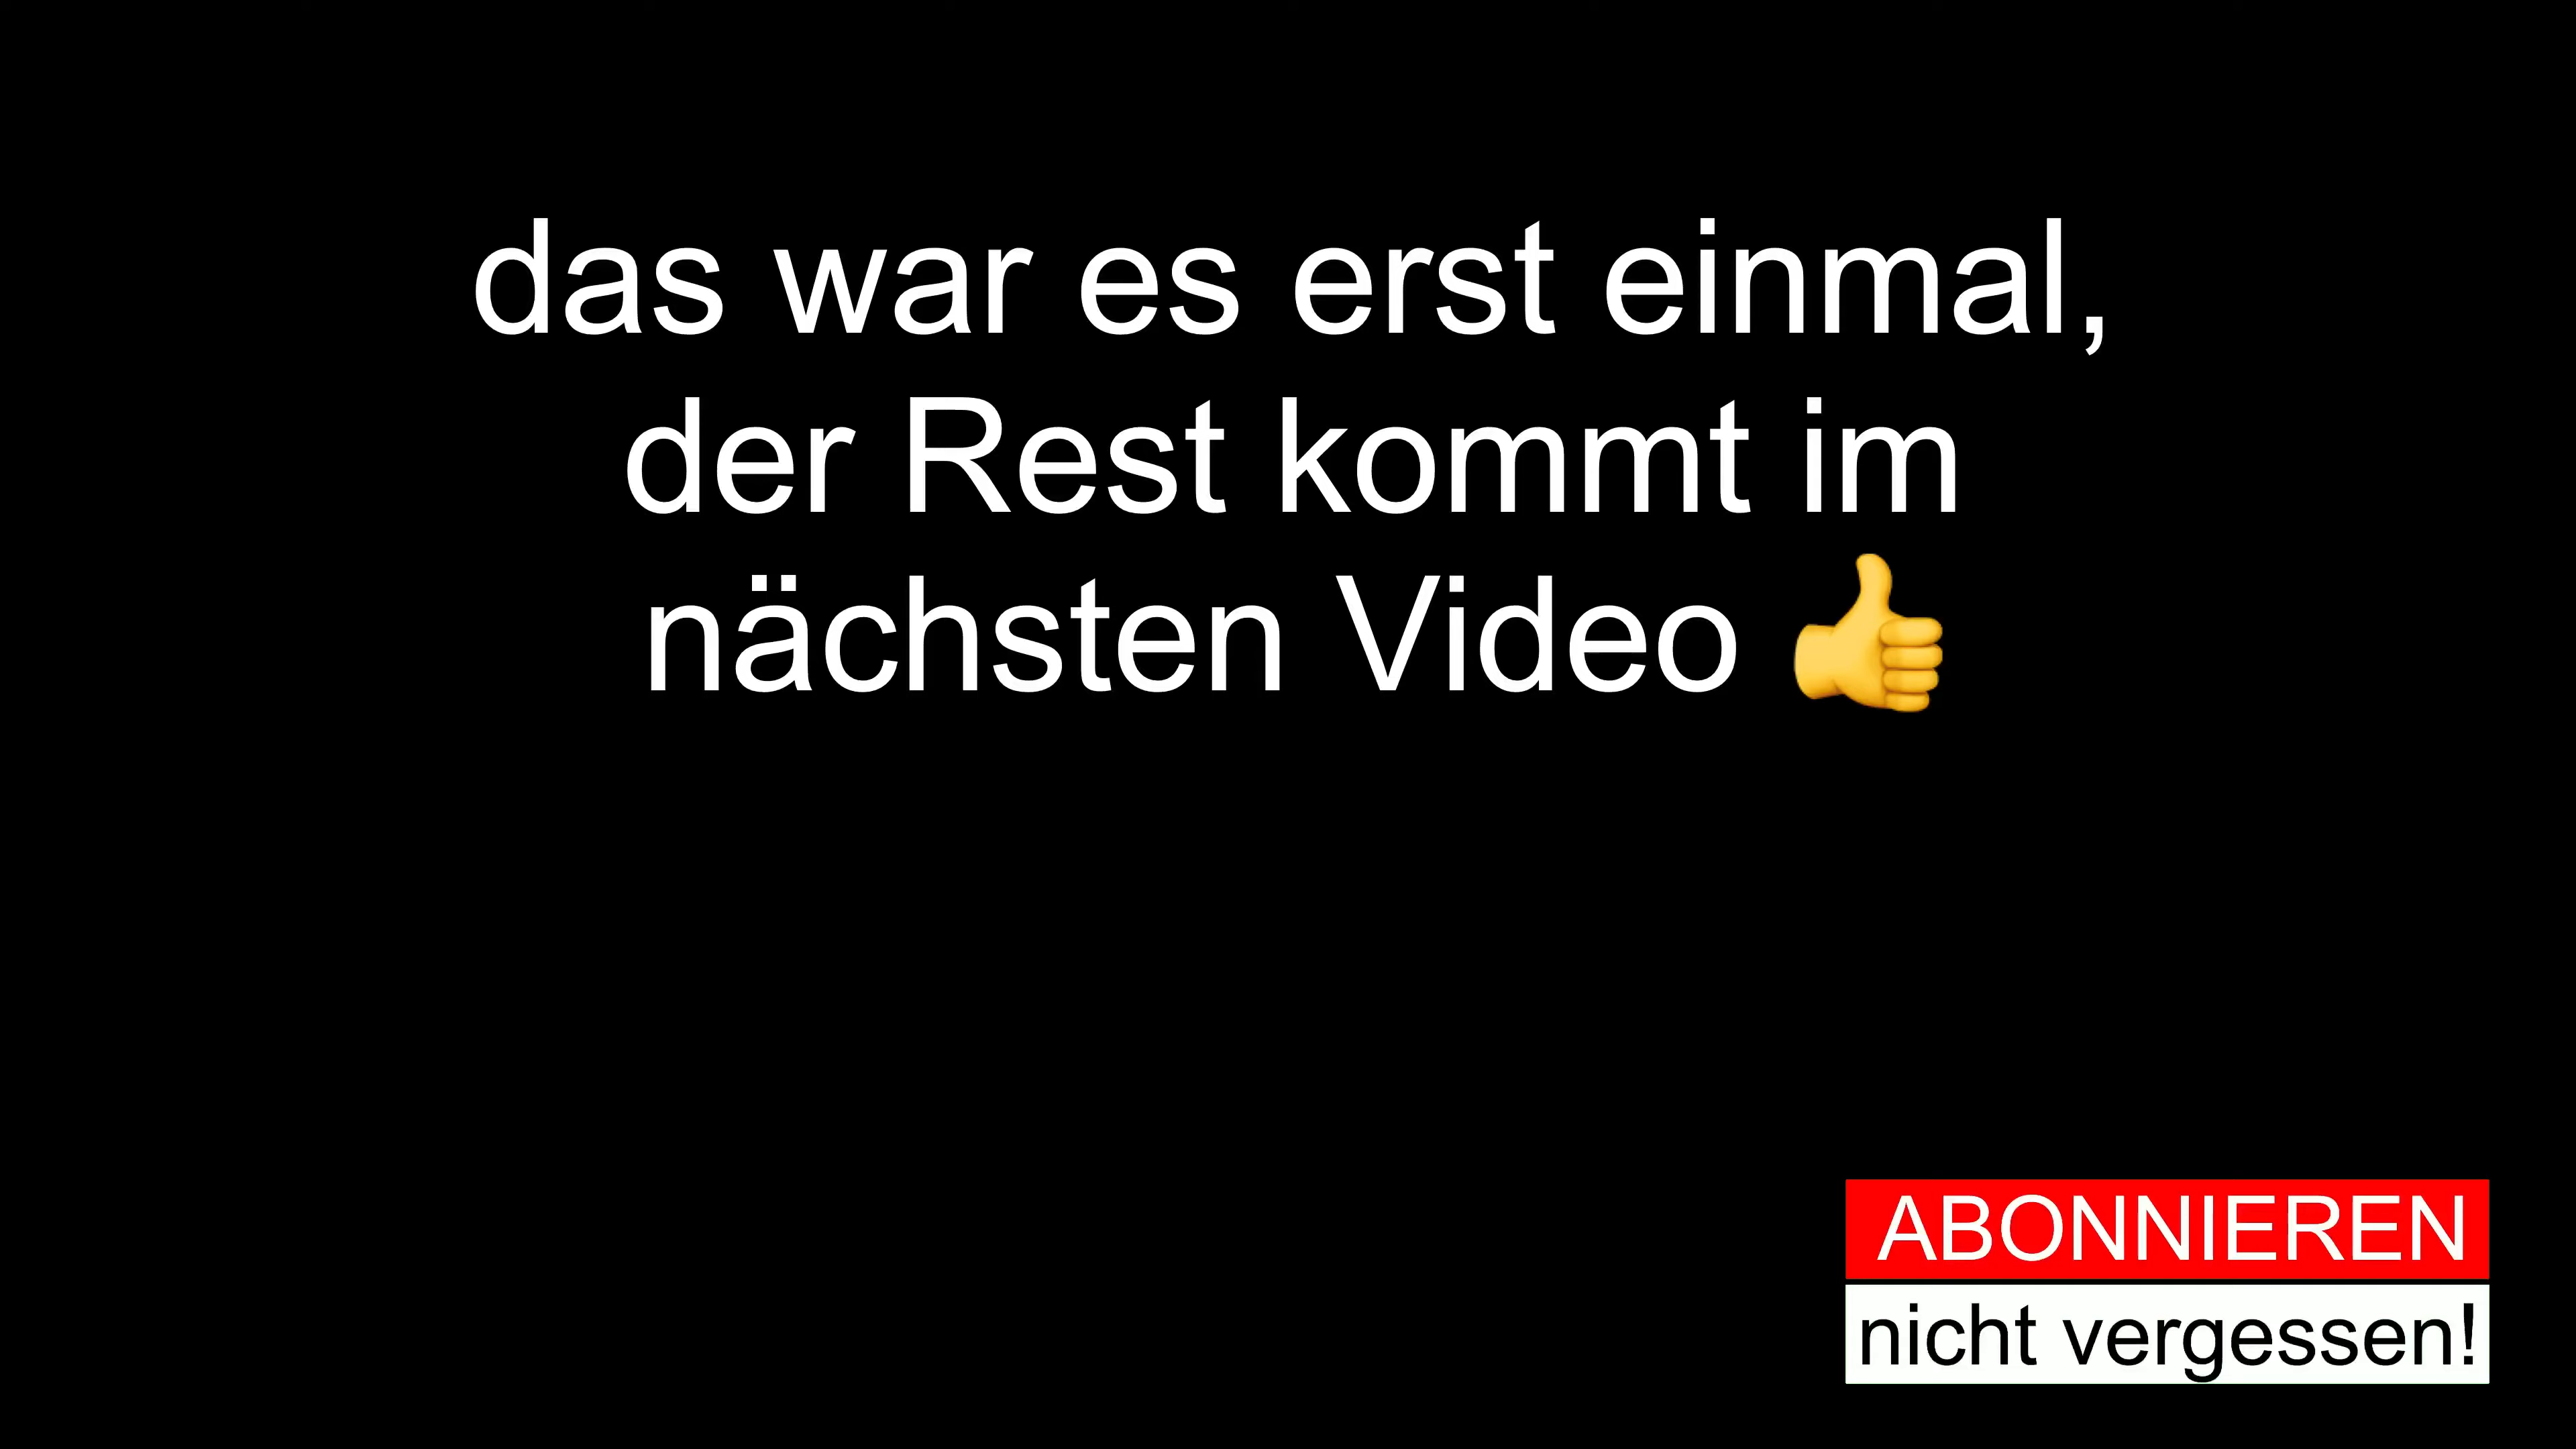 das war es erst einmal,
der Rest kommt im
nächsten Video 👍
ABONNIEREN
nicht vergessen!